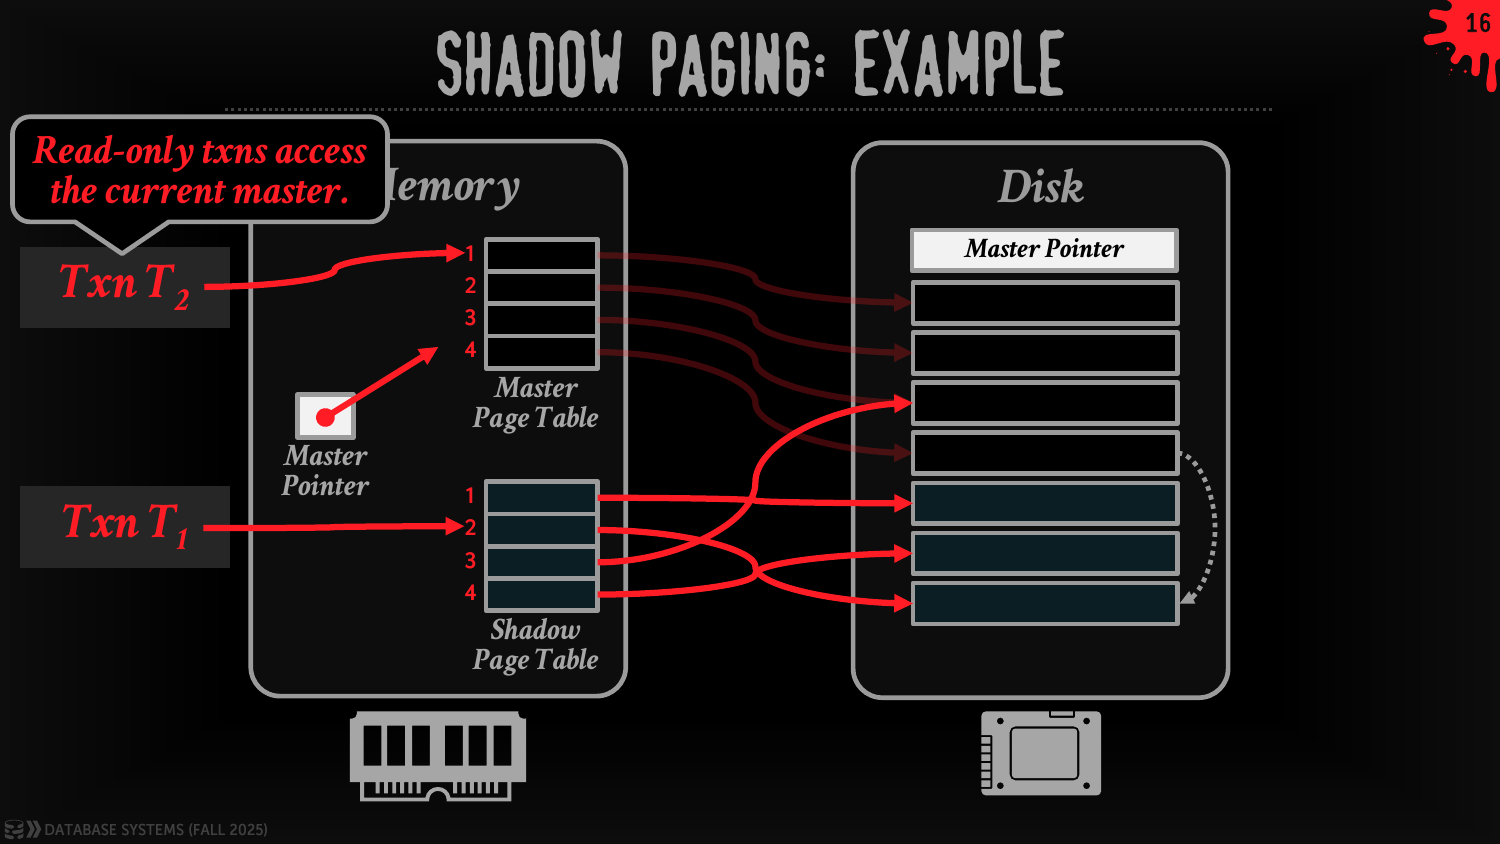 16
SHADOW PAGING: EXAMPLE
Read-only txns access
the current master.
emory
Disk
Master Pointer
Txn T2
1
2
3
4
Master
Page Table
Master
Pointer
Txn T1
1
2
3
4
Shadow
Page Table
DATABASE SYSTEMS (FALL 2025)